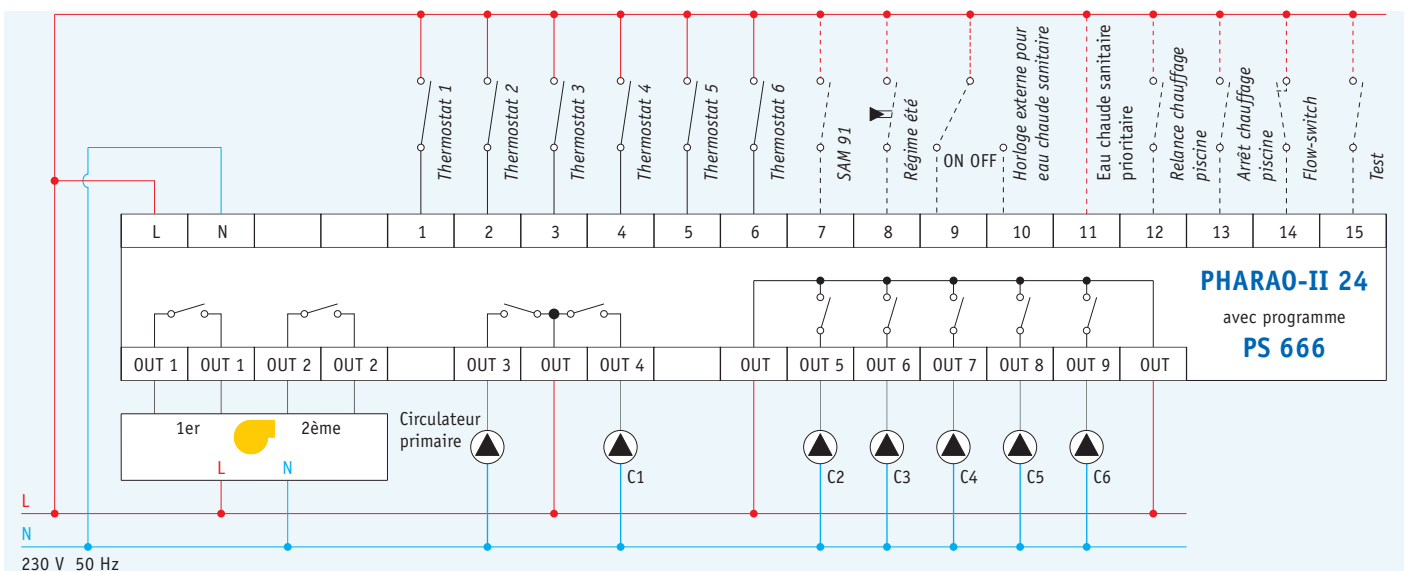 Thermostat 1
Thermostat 2
Thermostat 3
Thermostat 4
Thermostat 5
Thermostat 6
SAM 91
Régime été
ON OFF
Horloge externe pour
eau chaude sanitaire
Eau chaude sanitaire
prioritaire
Relance chauffage
piscine
Arrêt chauffage
piscine
Flow-switch
Test
L N 1 2 3 4 5 6 7 8 9 10 11 12 13 14 15
PHARAO-II 24
avec programme
PS 666
OUT 1 OUT 1 OUT 2 OUT 2 OUT 3 OUT OUT 4 OUT OUT 5 OUT 6 OUT 7 OUT 8 OUT 9 OUT
1er 2ème
L N
Circulateur
primaire
C1 C2 C3 C4 C5 C6
L
N
230 V 50 Hz